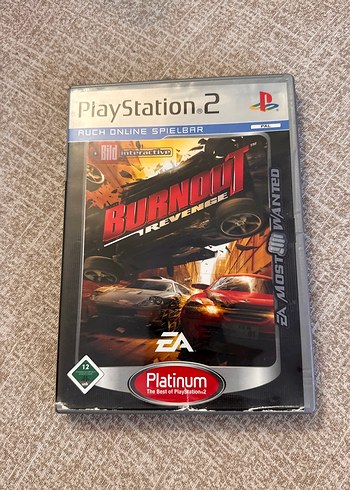 PlayStation.2
AUCH ONLINE SPIELBAR
PAL
Bild interactive
BURNOUT
REVENGE
EA MOST WANTED
EA
12
Platinum
The Best of PlayStation®2